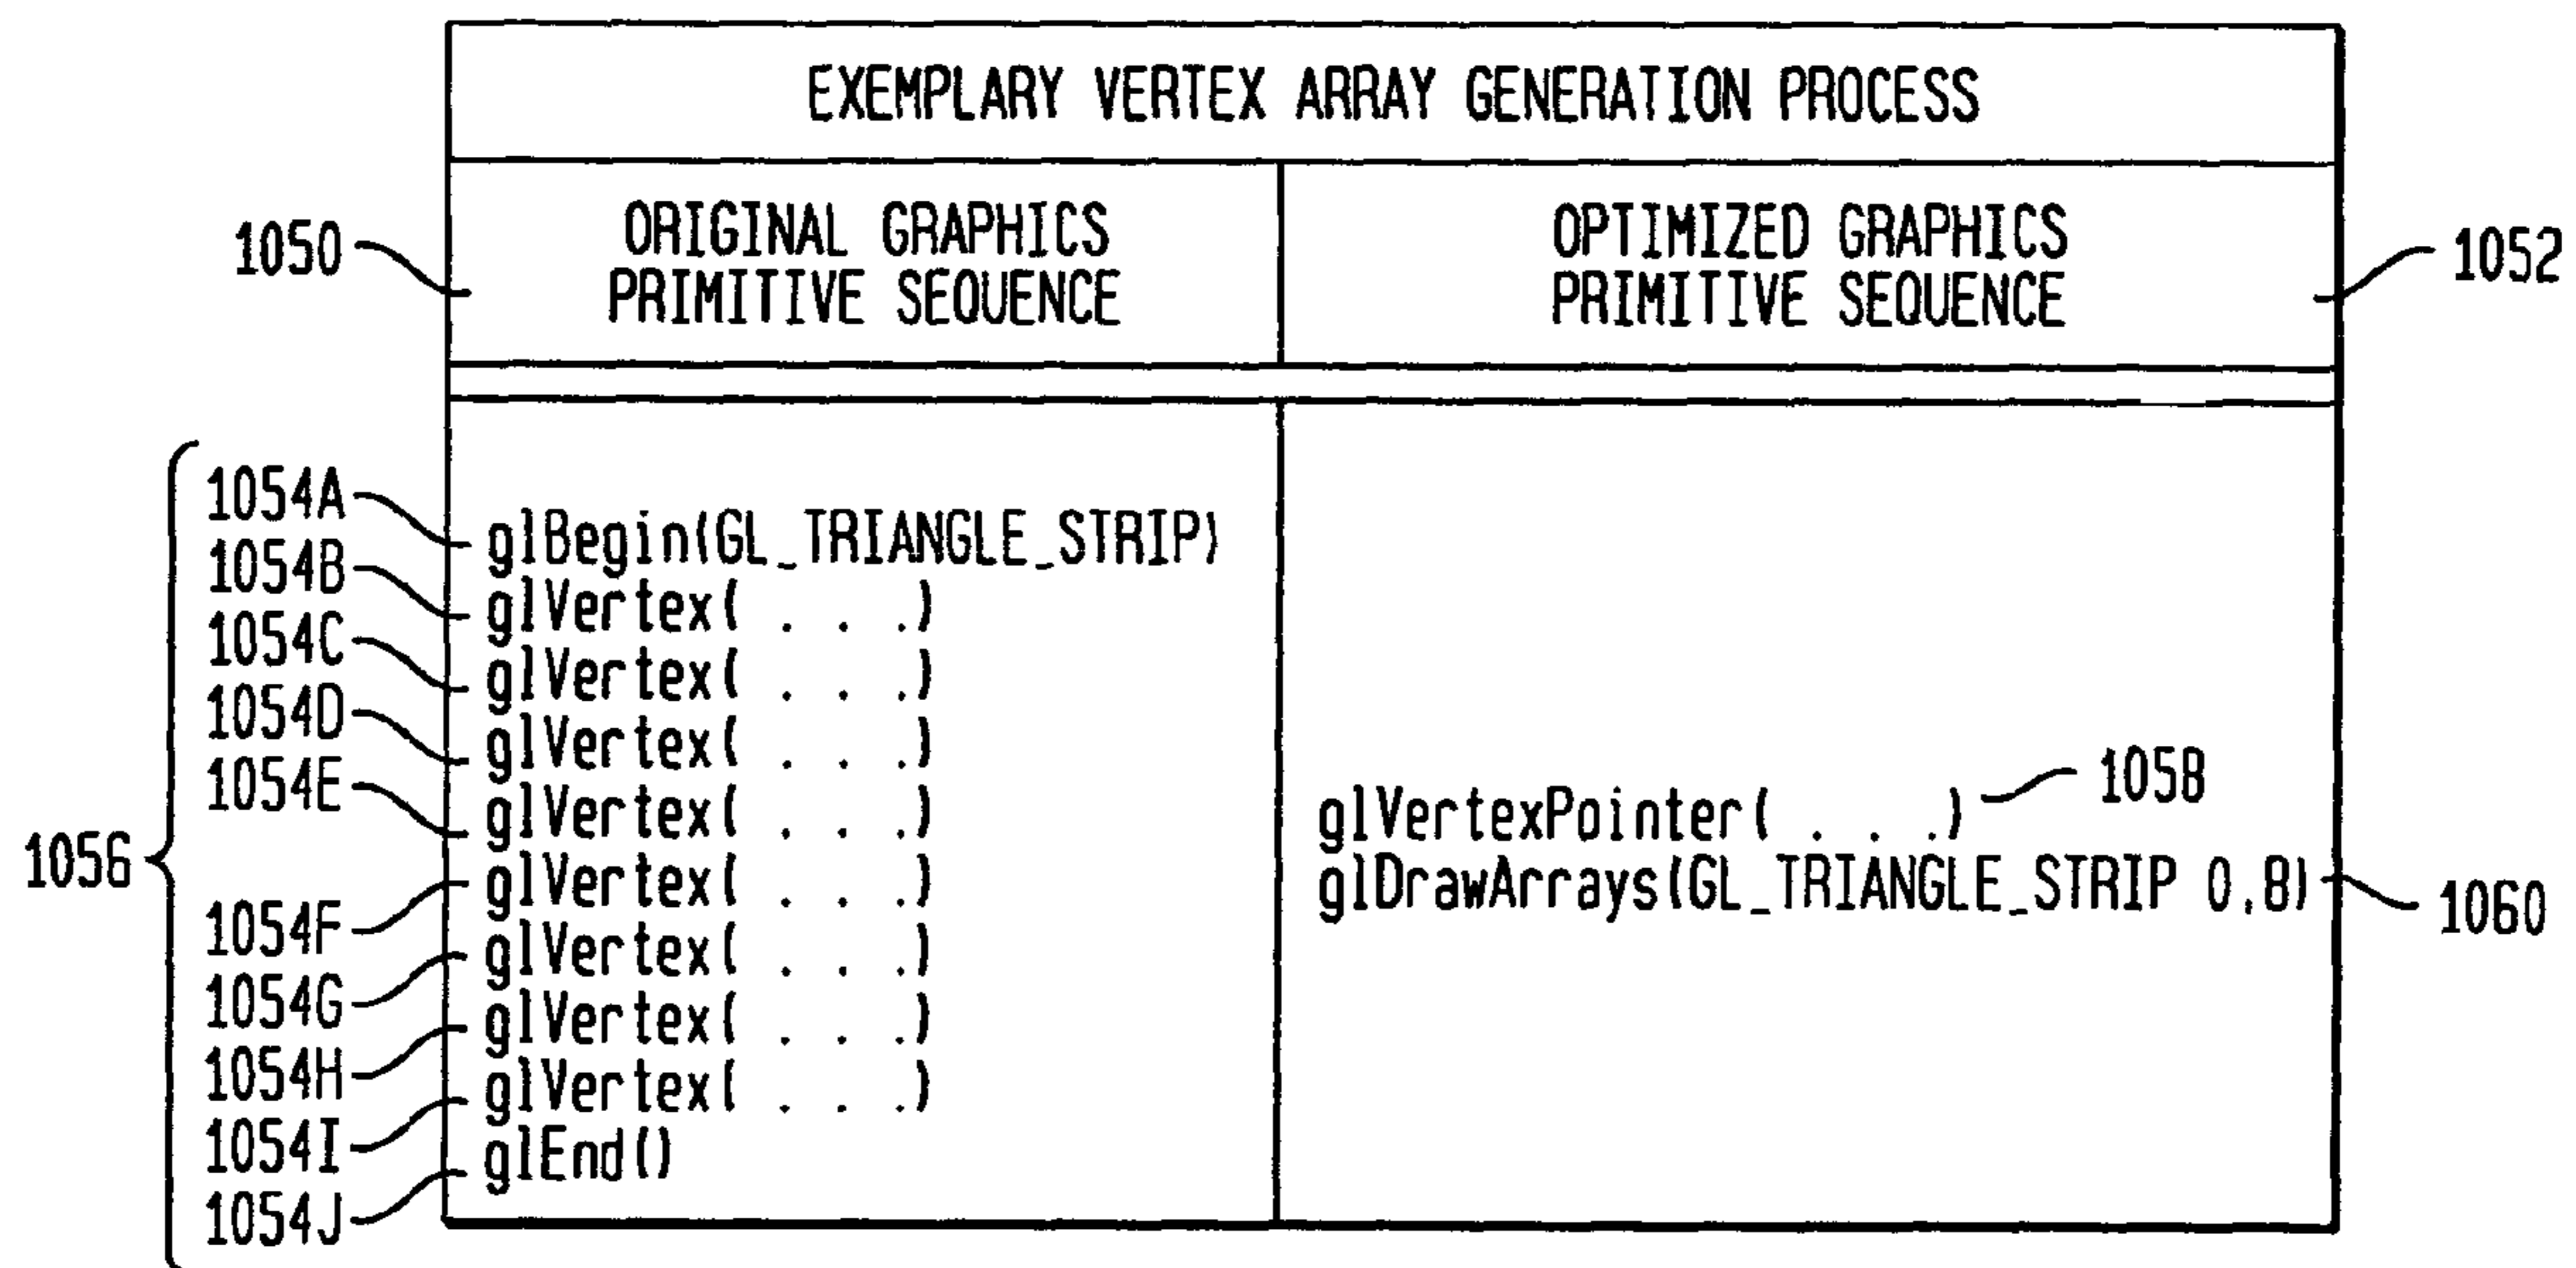 EXEMPLARY VERTEX ARRAY GENERATION PROCESS
1050
ORIGINAL GRAPHICS
PRIMITIVE SEQUENCE
OPTIMIZED GRAPHICS
PRIMITIVE SEQUENCE
1052
1056
1054A
1054B
1054C
1054D
1054E
1054F
1054G
1054H
1054I
1054J
glBegin(GL_TRIANGLE_STRIP)
glVertex( . . .)
glVertex( . . .)
glVertex( . . .)
glVertex( . . .)
glVertex( . . .)
glVertex( . . .)
glVertex( . . .)
glVertex( . . .)
glEnd()
glVertexPointer( . . .)
1058
glDrawArrays(GL_TRIANGLE_STRIP 0,8)
1060